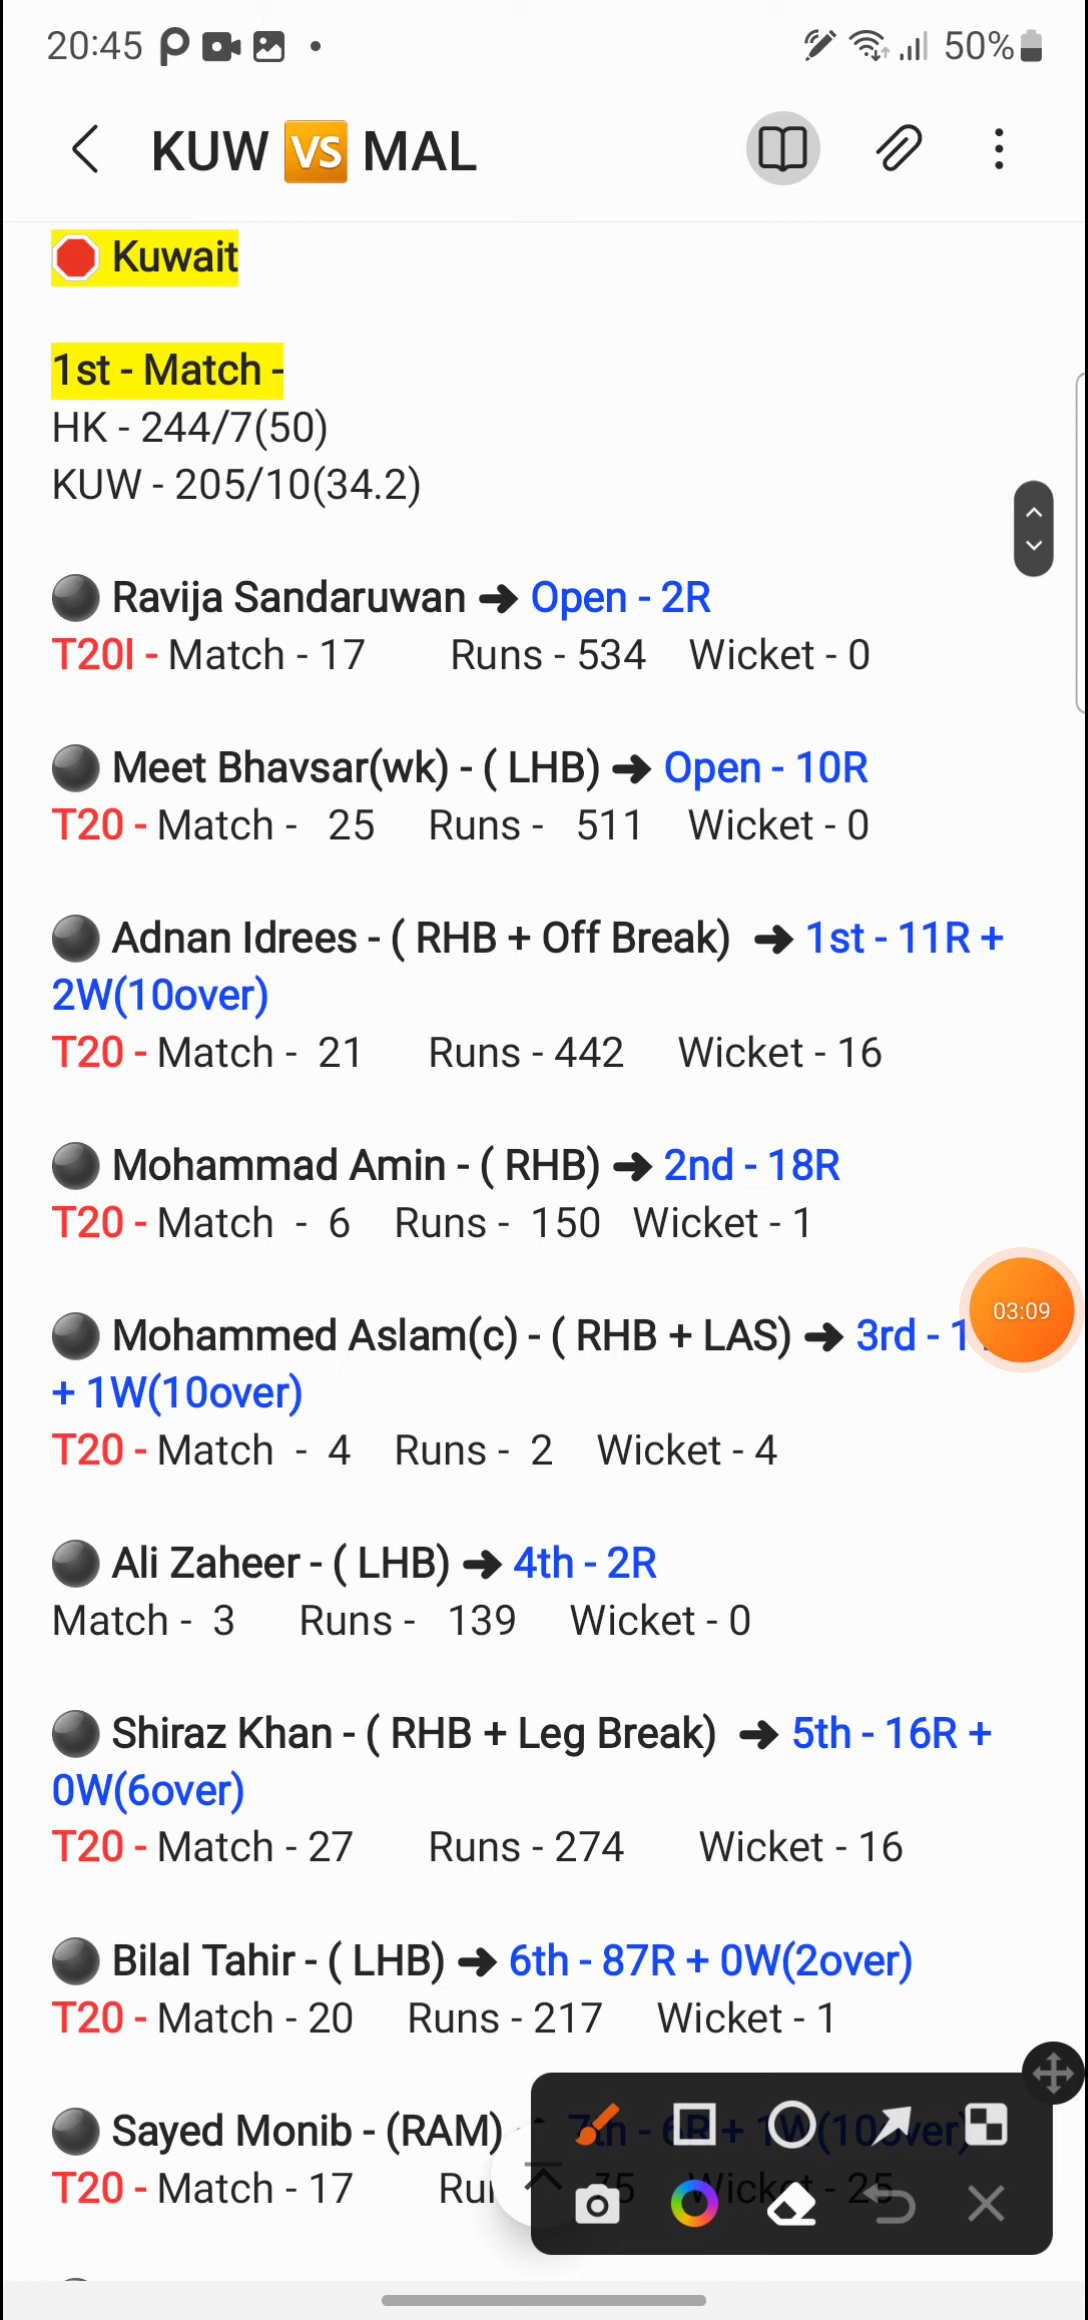 20:45 50%
KUW VS MAL
Kuwait
1st - Match -
HK - 244/7(50)
KUW - 205/10(34.2)
Ravija Sandaruwan → Open - 2R
T20I - Match - 17 Runs - 534 Wicket - 0
Meet Bhavsar(wk) - ( LHB) → Open - 10R
T20 - Match - 25 Runs - 511 Wicket - 0
Adnan Idrees - ( RHB + Off Break) → 1st - 11R +
2W(10over)
T20 - Match - 21 Runs - 442 Wicket - 16
Mohammad Amin - ( RHB) → 2nd - 18R
T20 - Match - 6 Runs - 150 Wicket - 1
03:09
Mohammed Aslam(c) - ( RHB + LAS) → 3rd -
+ 1W(10over)
T20 - Match - 4 Runs - 2 Wicket - 4
Ali Zaheer - ( LHB) → 4th - 2R
Match - 3 Runs - 139 Wicket - 0
Shiraz Khan - ( RHB + Leg Break) → 5th - 16R +
0W(6over)
T20 - Match - 27 Runs - 274 Wicket - 16
Bilal Tahir - ( LHB) → 6th - 87R + 0W(2over)
T20 - Match - 20 Runs - 217 Wicket - 1
Sayed Monib - (RAM) 7th - 6R + 1W(10over)
T20 - Match - 17 Wicket - 25